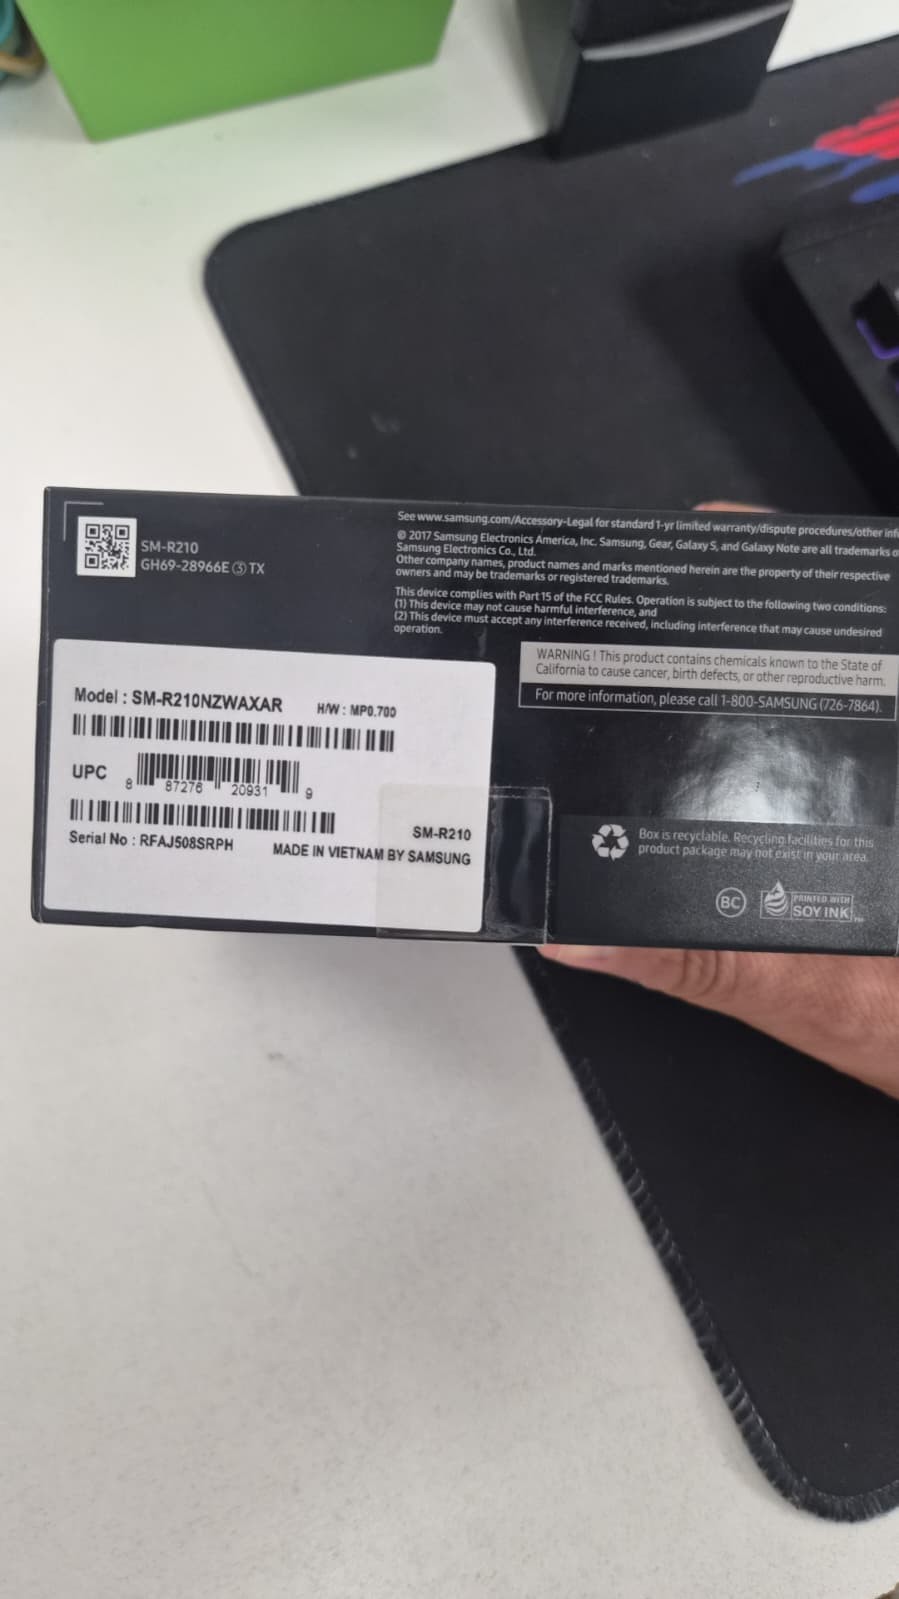 SM-R210
GH69-28966E ③ TX
See www.samsung.com/Accessory-Legal for standard 1-yr limited warranty/dispute procedures/other
© 2017 Samsung Electronics America, Inc. Samsung, Gear, Galaxy S, and Galaxy Note are all trademarks
Samsung Electronics Co., Ltd.
Other company names, product names and marks mentioned herein are the property of their respective
owners and may be trademarks or registered trademarks.
This device complies with Part 15 of the FCC Rules. Operation is subject to the following two conditions:
(1) This device may not cause harmful interference, and
(2) This device must accept any interference received, including interference that may cause undesired
operation.
WARNING ! This product contains chemicals known to the State of
California to cause cancer, birth defects, or other reproductive harm.
For more information, please call 1-800-SAMSUNG (726-7864).
Model : SM-R210NZWAXAR H/W : MP0.700
UPC 8 87276 20931 9
Serial No : RFAJ508SRPH
SM-R210
MADE IN VIETNAM BY SAMSUNG
Box is recyclable. Recycling facilities for this
product package may not exist in your area.
BC
PRINTED WITH
SOY INK